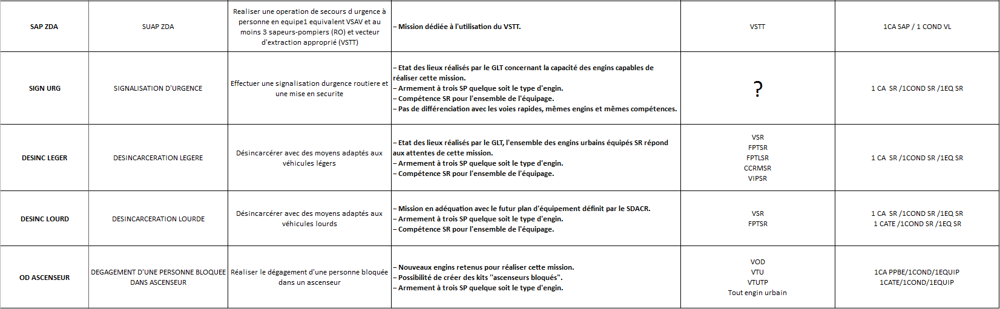 SAP ZDA
SUAP ZDA
Realiser une operation de secours d urgence à
personne en equipe1 equivalent VSAV et au
moins 3 sapeurs-pompiers (RO) et vecteur
d'extraction approprié (VSTT)
– Mission dédiée à l'utilisation du VSTT.
VSTT
1CA SAP / 1 COND VL
SIGN URG
SIGNALISATION D'URGENCE
Effectuer une signalisation durgence routiere et
une mise en securite
– Etat des lieux réalisés par le GLT concernant la capacité des engins capables de
réaliser cette mission.
– Armement à trois SP quelque soit le type d'engin.
– Compétence SR pour l'ensemble de l'équipage.
– Pas de différenciation avec les voies rapides, mêmes engins et mêmes compétences.
?
1 CA SR /1COND SR /1EQ SR
DESINC LEGER
DESINCARCERATION LEGERE
Désincarcérer avec des moyens adaptés aux
véhicules légers
– Etat des lieux réalisés par le GLT, l'ensemble des engins urbains équipés SR répond
aux attentes de cette mission.
– Armement à trois SP quelque soit le type d'engin.
– Compétence SR pour l'ensemble de l'équipage.
VSR
FPTSR
FPTLSR
CCRMSR
VIPSR
1 CA SR /1COND SR /1EQ SR
DESINC LOURD
DESINCARCERATION LOURDE
Désincarcérer avec des moyens adaptés aux
véhicules lourds
– Mission en adéquation avec le futur plan d'équipement définit par le SDACR.
– Armement à trois SP quelque soit le type d'engin.
– Compétence SR pour l'ensemble de l'équipage.
VSR
FPTSR
1 CA SR /1COND SR /1EQ SR
1 CATE /1COND SR /1EQ SR
OD ASCENSEUR
DEGAGEMENT D'UNE PERSONNE BLOQUEE
DANS ASCENSEUR
Réaliser le dégagement d'une personne bloquée
dans un ascenseur
– Nouveaux engins retenus pour réaliser cette mission.
– Possibilité de créer des kits "ascenseurs bloqués".
– Armement à trois SP quelque soit le type d'engin.
VOD
VTU
VTUTP
Tout engin urbain
1CA PPBE/1COND/1EQUIP
1CATE/1COND/1EQUIP